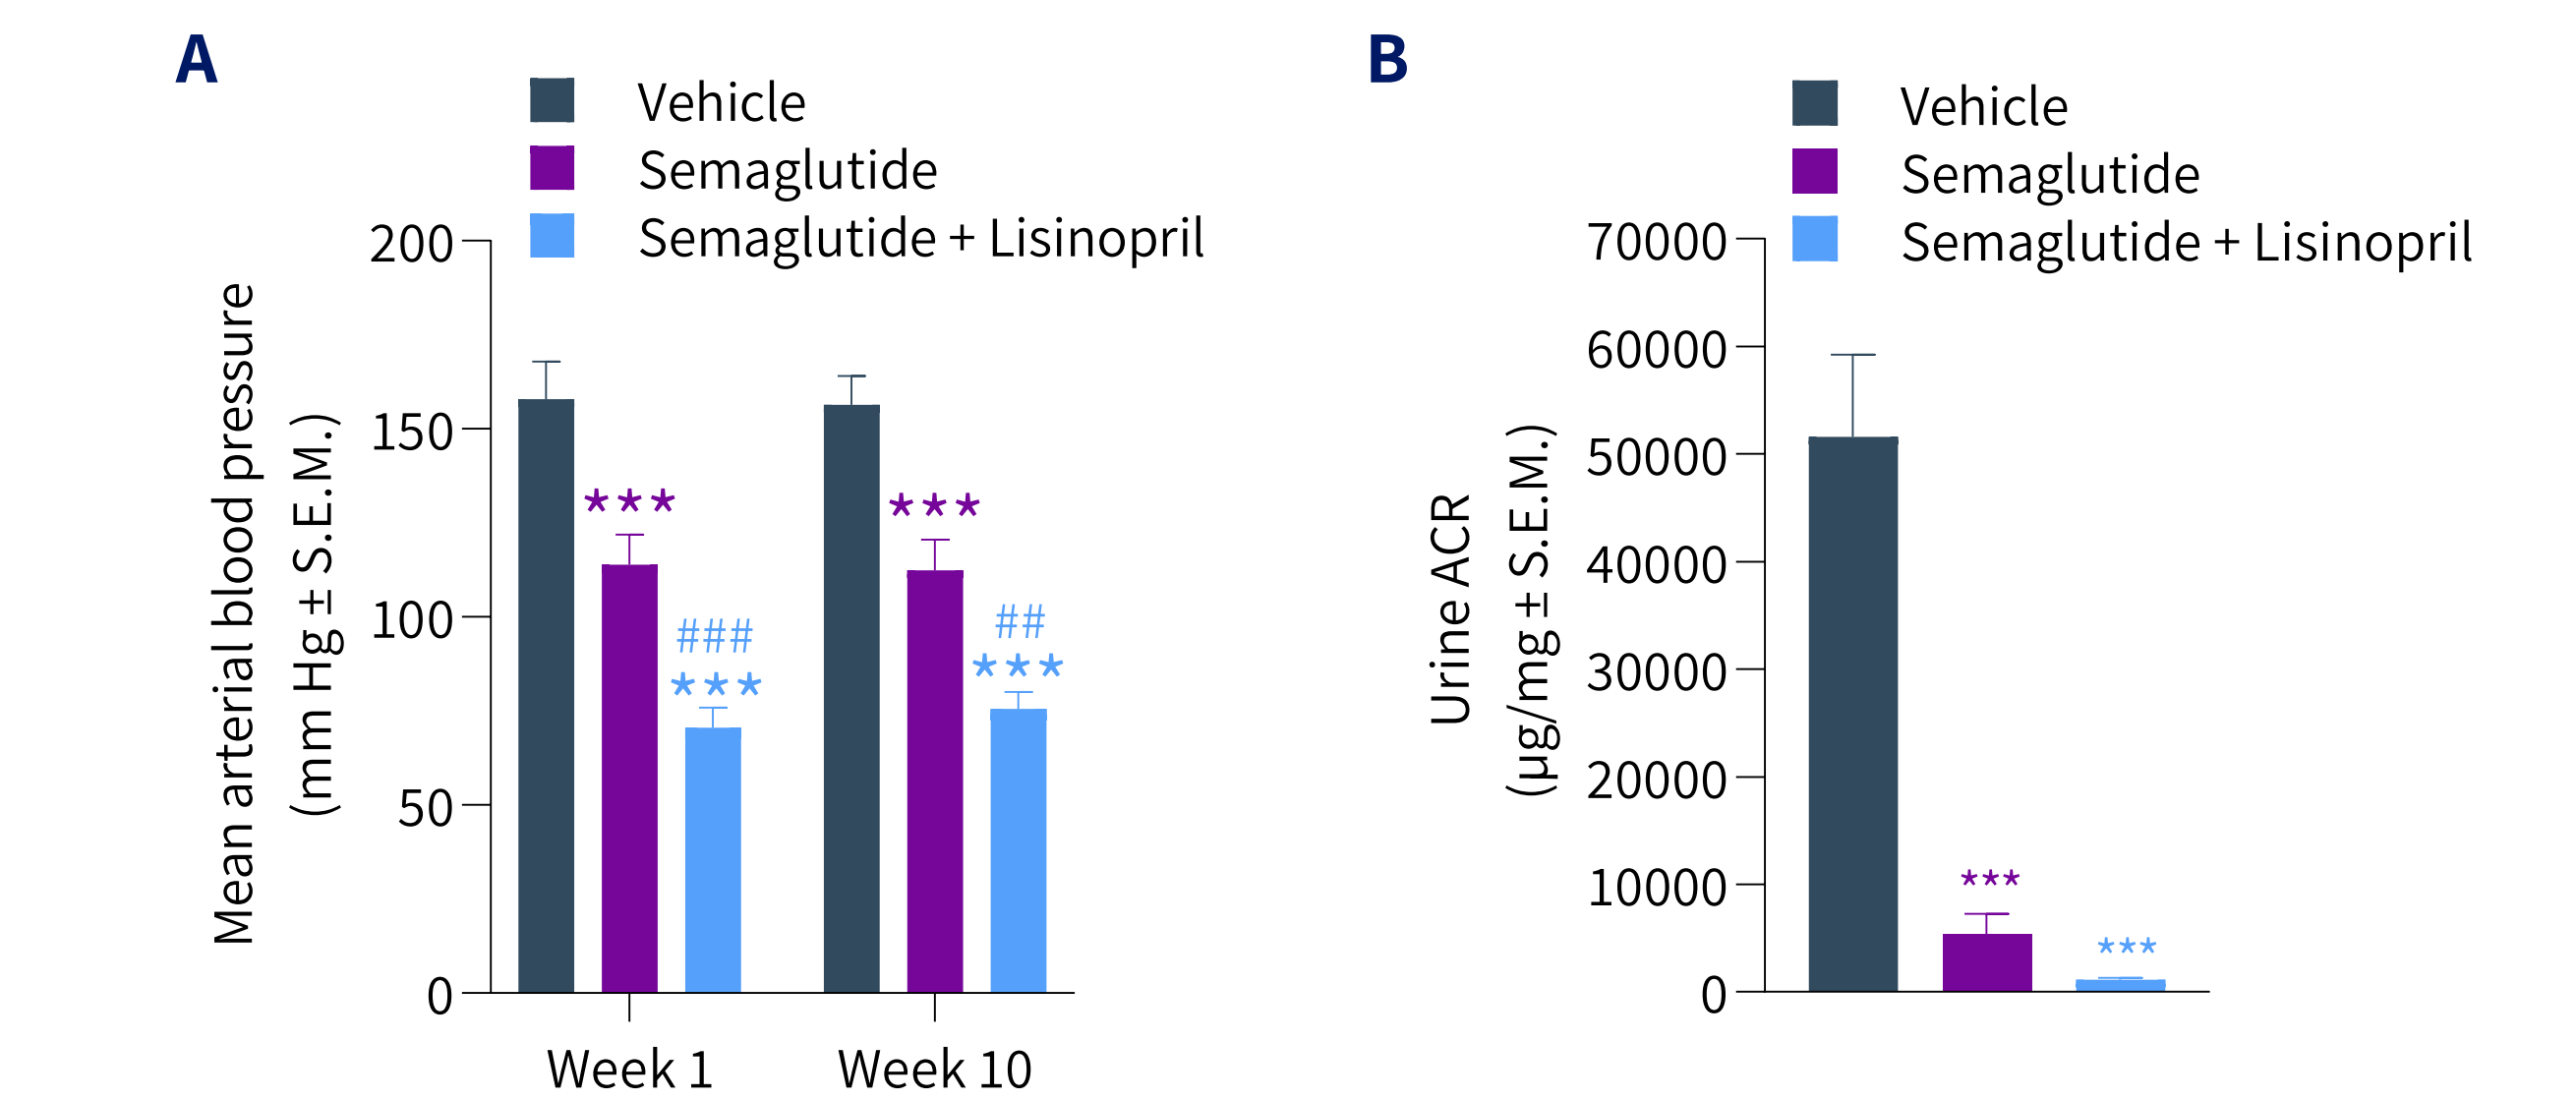 A
Vehicle
Semaglutide
Semaglutide + Lisinopril
Mean arterial blood pressure
(mm Hg ± S.E.M.)
200
150
100
50
0
***
###
***
***
##
***
Week 1
Week 10
B
Vehicle
Semaglutide
Semaglutide + Lisinopril
Urine ACR
(µg/mg ± S.E.M.)
70000
60000
50000
40000
30000
20000
10000
0
***
***